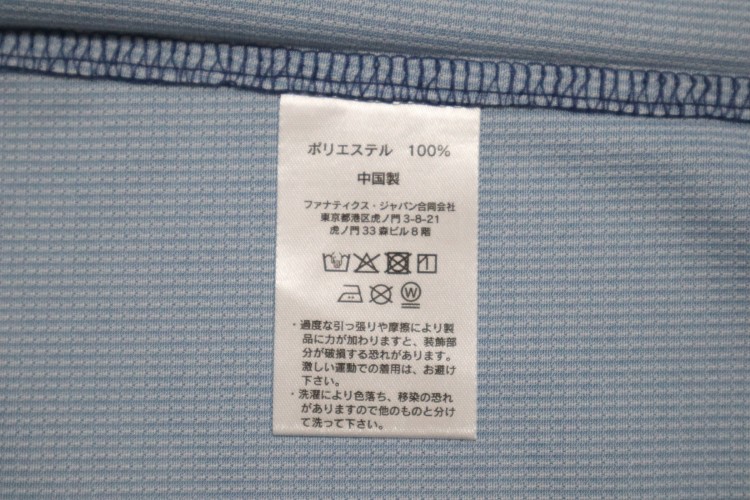 ポリエステル 100%
中国製
ファナティクス・ジャパン合同会社
東京都港区虎ノ門3-8-21
虎ノ門33森ビル8階
W
・過度な引っ張りや摩擦により製
品に力が加わりますと、装飾部
分が破損する恐れがあります。
激しい運動での着用は、お避け
下さい。
・洗濯により色落ち、移染の恐れ
がありますので他のものと分け
て洗って下さい。